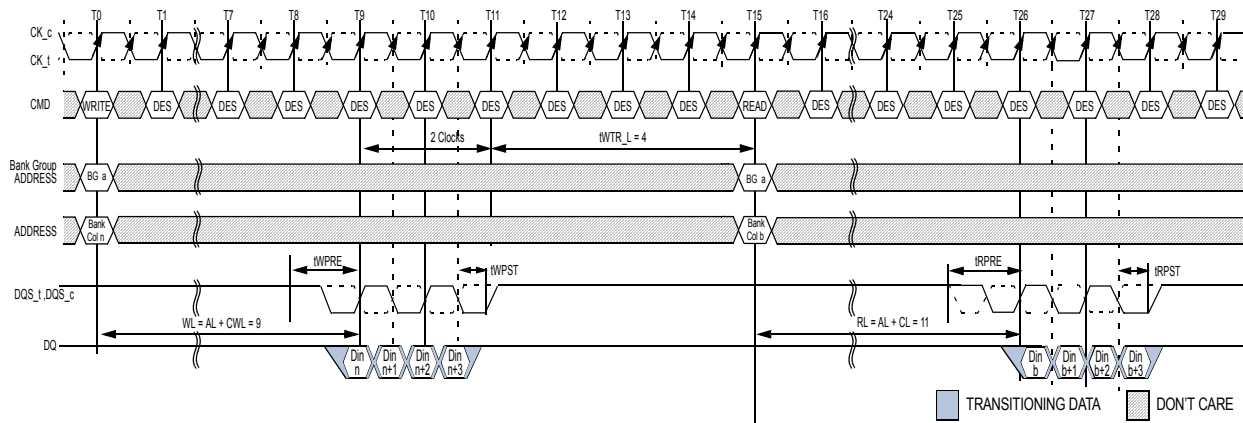 T0 T1 T7 T8 T9 T10 T11 T12 T13 T14 T15 T16 T24 T25 T26 T27 T28 T29
CK_c
CK_t
CMD WRITE DES DES DES DES DES DES DES DES DES READ DES DES DES DES DES DES DES
2 Clocks tWTR_L = 4
Bank Group
ADDRESS BG a BG a
ADDRESS Bank Col n Bank Col b
tWPRE tWPST tRPRE tRPST
DQS_t ,DQS_c
WL = AL + CWL = 9 RL = AL + CL = 11
DQ Din n Din n+1 Din n+2 Din n+3 Din b Din b+1 Din b+2 Din b+3
TRANSITIONING DATA DON'T CARE